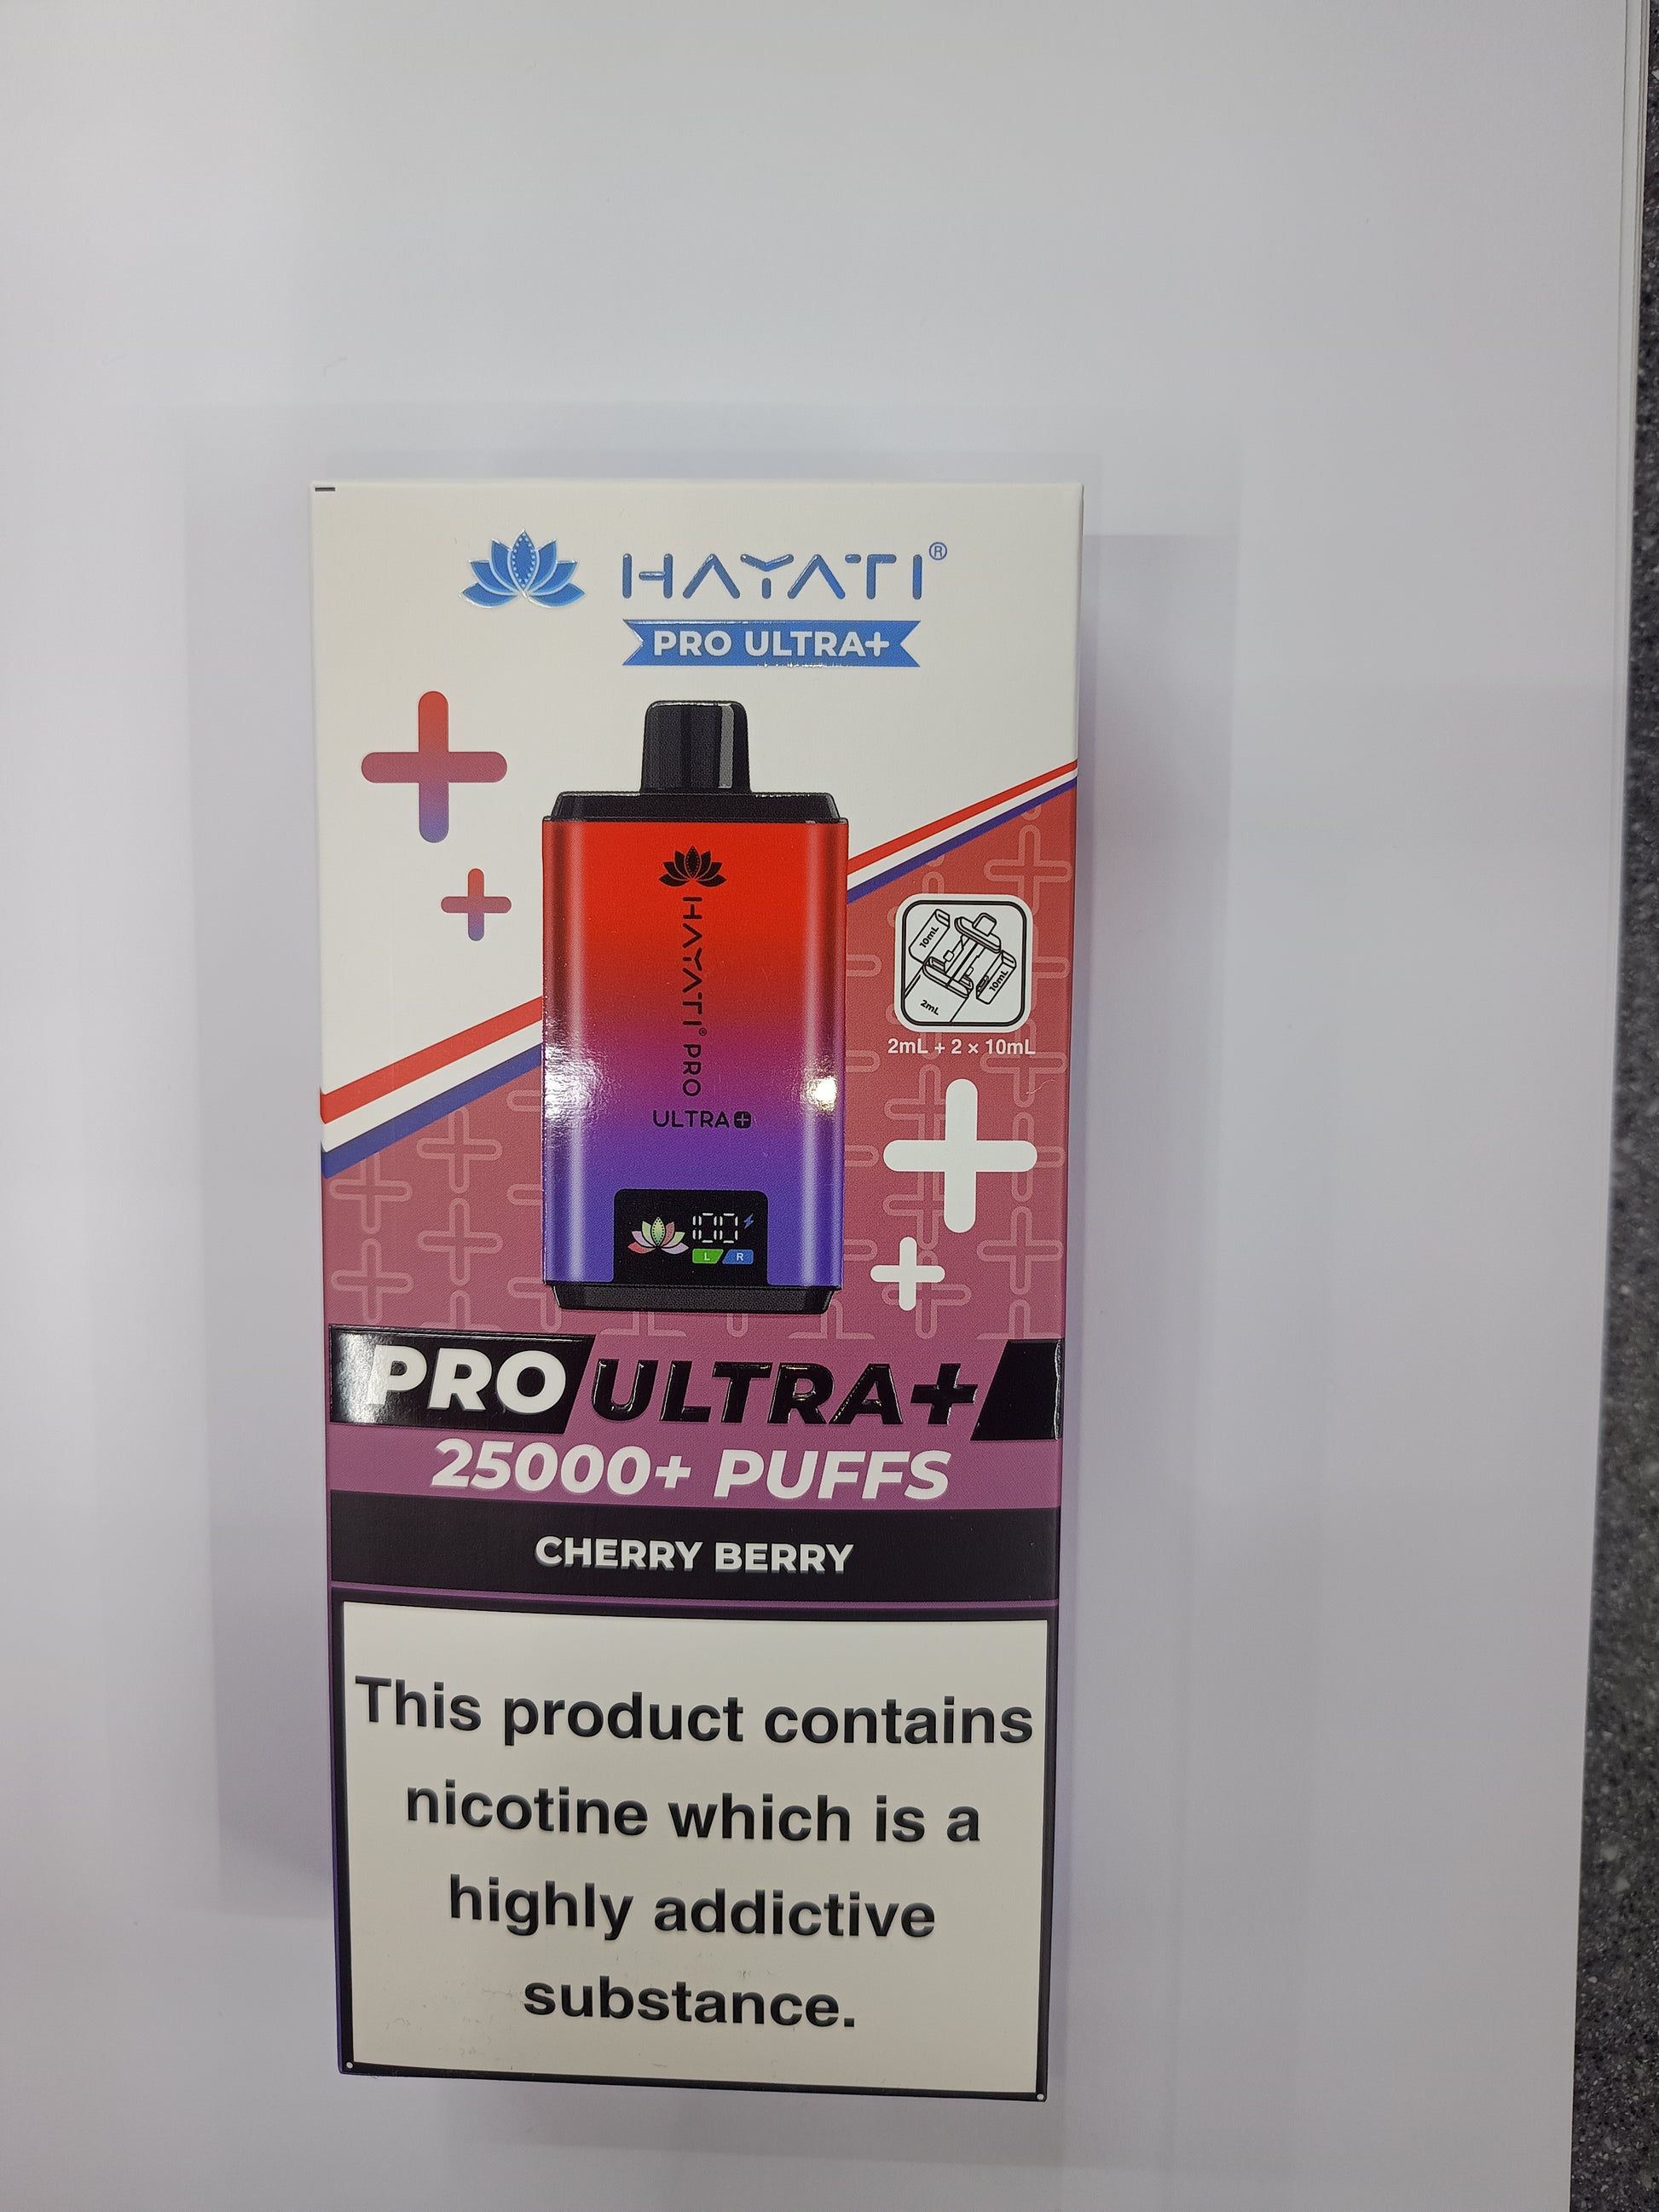 HAYATI®
PRO ULTRA+
HAYATI® PRO
ULTRA+
10mL
10mL
2mL
2mL + 2 × 10mL
100
L R
PRO ULTRA+
25000+ PUFFS
CHERRY BERRY
This product contains
nicotine which is a
highly addictive
substance.